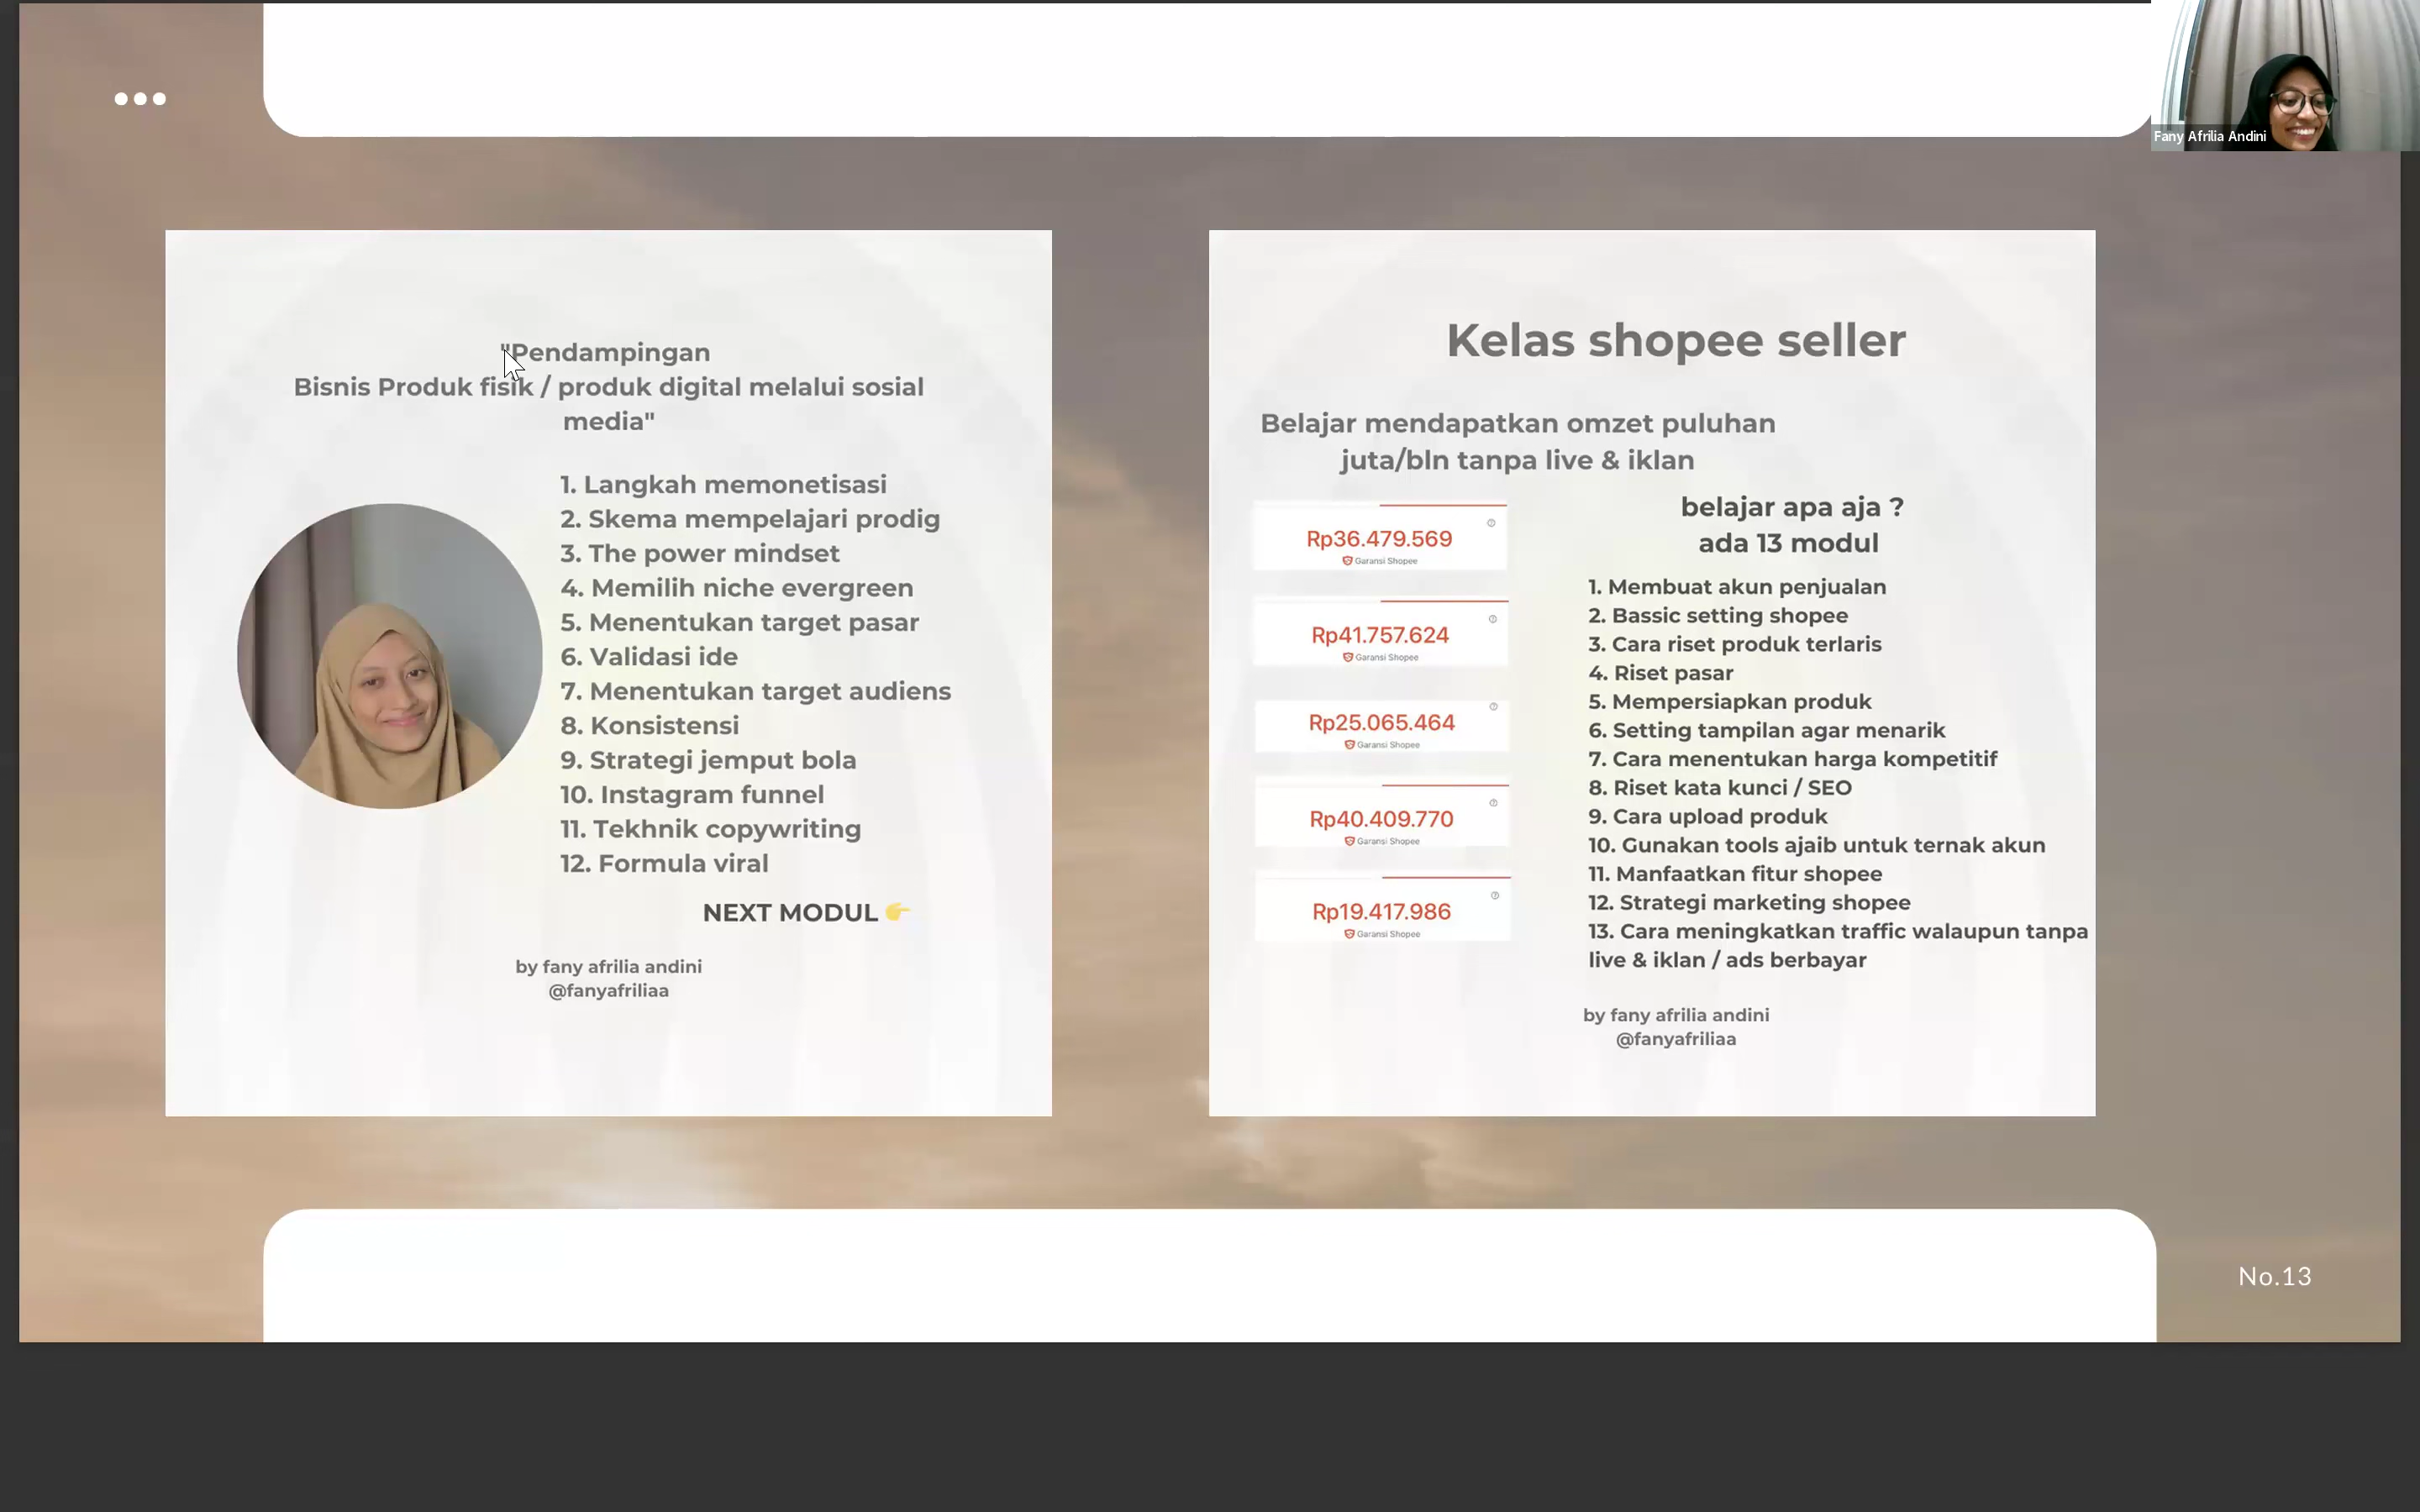 Fany Afrilia Andini
"Pendampingan
Bisnis Produk fisik / produk digital melalui sosial
media"
1. Langkah memonetisasi
2. Skema mempelajari prodig
3. The power mindset
4. Memilih niche evergreen
5. Menentukan target pasar
6. Validasi ide
7. Menentukan target audiens
8. Konsistensi
9. Strategi jemput bola
10. Instagram funnel
11. Tekhnik copywriting
12. Formula viral
NEXT MODUL 👉
by fany afrilia andini
@fanyafriliaa
Kelas shopee seller
Belajar mendapatkan omzet puluhan
juta/bln tanpa live & iklan
Rp36.479.569
Garansi Shopee
Rp41.757.624
Garansi Shopee
Rp25.065.464
Garansi Shopee
Rp40.409.770
Garansi Shopee
Rp19.417.986
Garansi Shopee
belajar apa aja ?
ada 13 modul
1. Membuat akun penjualan
2. Bassic setting shopee
3. Cara riset produk terlaris
4. Riset pasar
5. Mempersiapkan produk
6. Setting tampilan agar menarik
7. Cara menentukan harga kompetitif
8. Riset kata kunci / SEO
9. Cara upload produk
10. Gunakan tools ajaib untuk ternak akun
11. Manfaatkan fitur shopee
12. Strategi marketing shopee
13. Cara meningkatkan traffic walaupun tanpa
live & iklan / ads berbayar
by fany afrilia andini
@fanyafriliaa
No.13